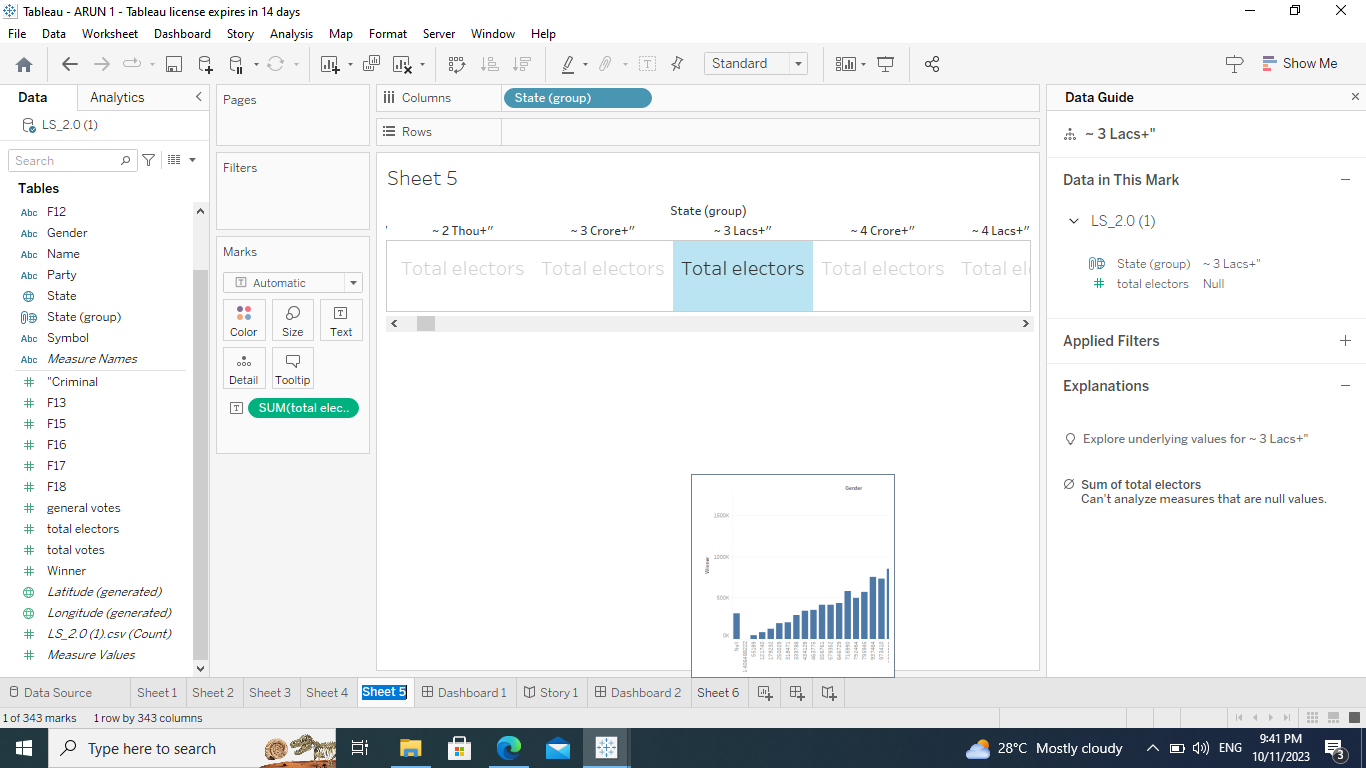 Tableau - ARUN 1 - Tableau license expires in 14 days
File Data Worksheet Dashboard Story Analysis Map Format Server Window Help
Standard
Show Me
Data Analytics
LS_2.0 (1)
Search
Tables
Abc F12
Abc Gender
Abc Name
Abc Party
State
State (group)
Abc Symbol
Abc Measure Names
"Criminal
F13
F15
F16
F17
F18
general votes
total electors
total votes
Winner
Latitude (generated)
Longitude (generated)
LS_2.0 (1).csv (Count)
Measure Values
Pages
Filters
Marks
Automatic
Color Size Text
Detail Tooltip
SUM(total elec..
Columns State (group)
Rows
Sheet 5
State (group)
~ 2 Thou+" ~ 3 Crore+" ~ 3 Lacs+" ~ 4 Crore+" ~ 4 Lacs+"
Total electors Total electors Total electors Total electors Total el
Gender
Winner
1500K
1000K
500K
0K
Data Guide
~ 3 Lacs+"
Data in This Mark
LS_2.0 (1)
State (group) ~ 3 Lacs+"
total electors Null
Applied Filters
Explanations
Explore underlying values for ~ 3 Lacs+"
Sum of total electors
Can't analyze measures that are null values.
Data Source Sheet 1 Sheet 2 Sheet 3 Sheet 4 Sheet 5 Dashboard 1 Story 1 Dashboard 2 Sheet 6
1 of 343 marks 1 row by 343 columns
Type here to search
28°C Mostly cloudy
ENG
9:41 PM
10/11/2023
3